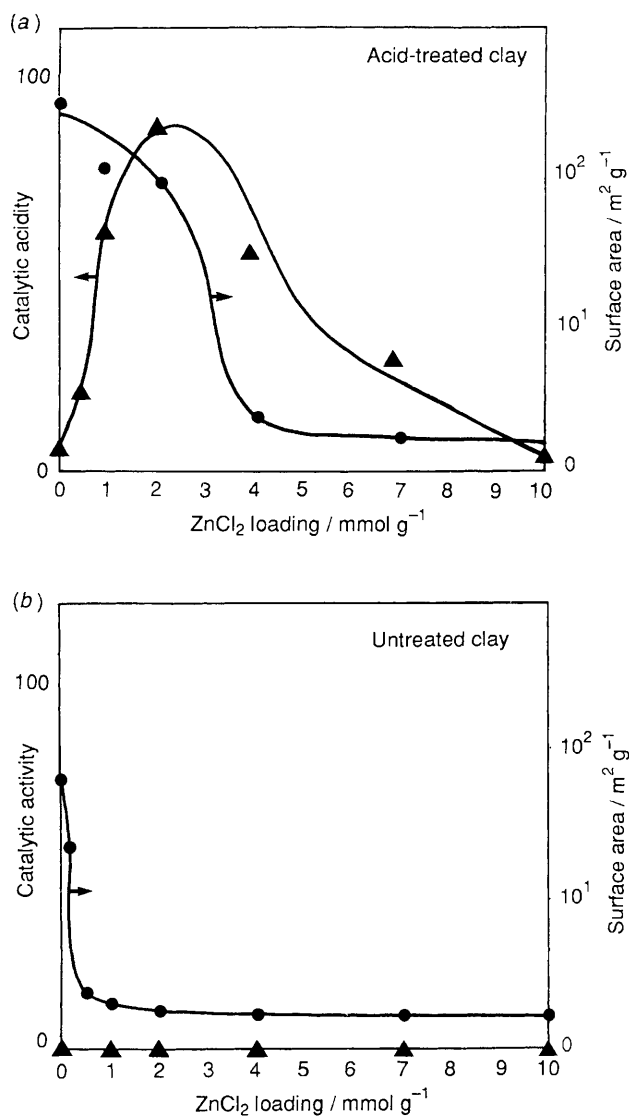 (a)
Acid-treated clay
100
0
Catalytic acidity
10²
10¹
0
Surface area / m² g⁻¹
0 1 2 3 4 5 6 7 8 9 10
ZnCl₂ loading / mmol g⁻¹
(b)
Untreated clay
100
0
Catalytic activity
10²
10¹
0
Surface area / m² g⁻¹
0 1 2 3 4 5 6 7 8 9 10
ZnCl₂ loading / mmol g⁻¹